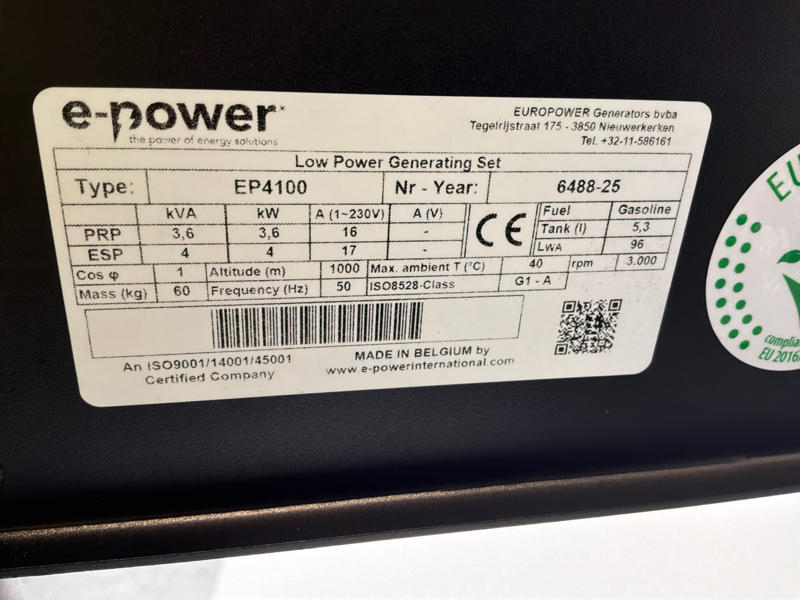 e-power
the power of energy solutions
EUROPOWER Generators bvba
Tegelrijstraat 175 - 3850 Nieuwerkerken
Tel. +32-11-586161
Low Power Generating Set
Type: EP4100 Nr - Year: 6488-25
kVA kW A (1~230V) A (V)
PRP 3,6 3,6 16 -
ESP 4 4 17 -
CE
Fuel Gasoline
Tank (l) 5,3
LWA 96
Cos φ 1 Altitude (m) 1000 Max. ambient T (°C) 40 rpm 3.000
Mass (kg) 60 Frequency (Hz) 50 ISO8528-Class G1 - A
An ISO9001/14001/45001
Certified Company
MADE IN BELGIUM by
www.e-powerinternational.com
EU
EU 2016